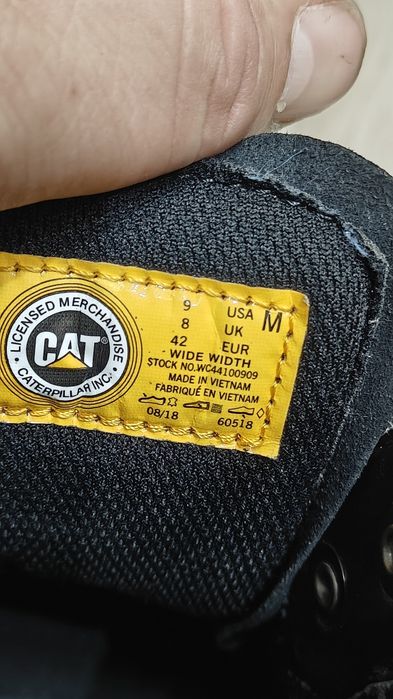 LICENSED MERCHANDISE
CAT
CATERPILLAR INC.
9 USA M
8 UK
42 EUR
WIDE WIDTH
STOCK NO.WC44100909
MADE IN VIETNAM
FABRIQUÉ EN VIETNAM
08/18 60518